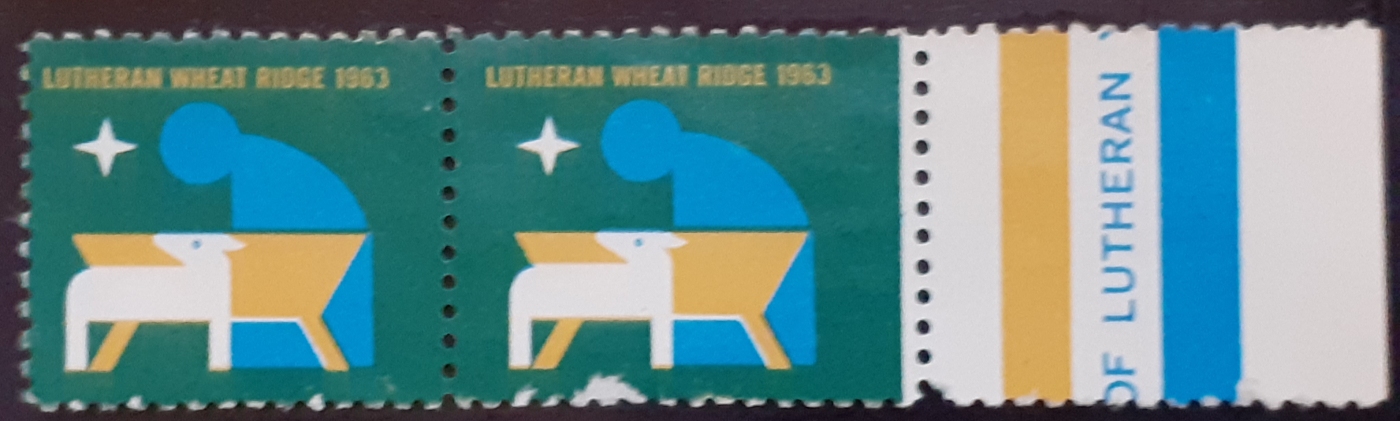 LUTHERAN WHEAT RIDGE 1963
LUTHERAN WHEAT RIDGE 1963
OF LUTHERAN